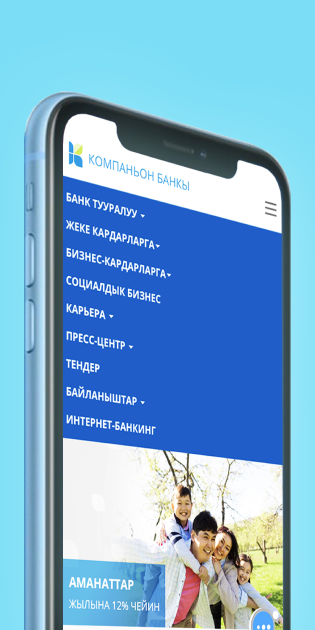 КОМПАНЬОН БАНКЫ
БАНК ТУУРАЛУУ
ЖЕКЕ КАРДАРЛАРГА
БИЗНЕС-КАРДАРЛАРГА
СОЦИАЛДЫК БИЗНЕС
КАРЬЕРА
ПРЕСС-ЦЕНТР
ТЕНДЕР
БАЙЛАНЫШТАР
ИНТЕРНЕТ-БАНКИНГ
АМАНАТТАР
ЖЫЛЫНА 12% ЧЕЙИН